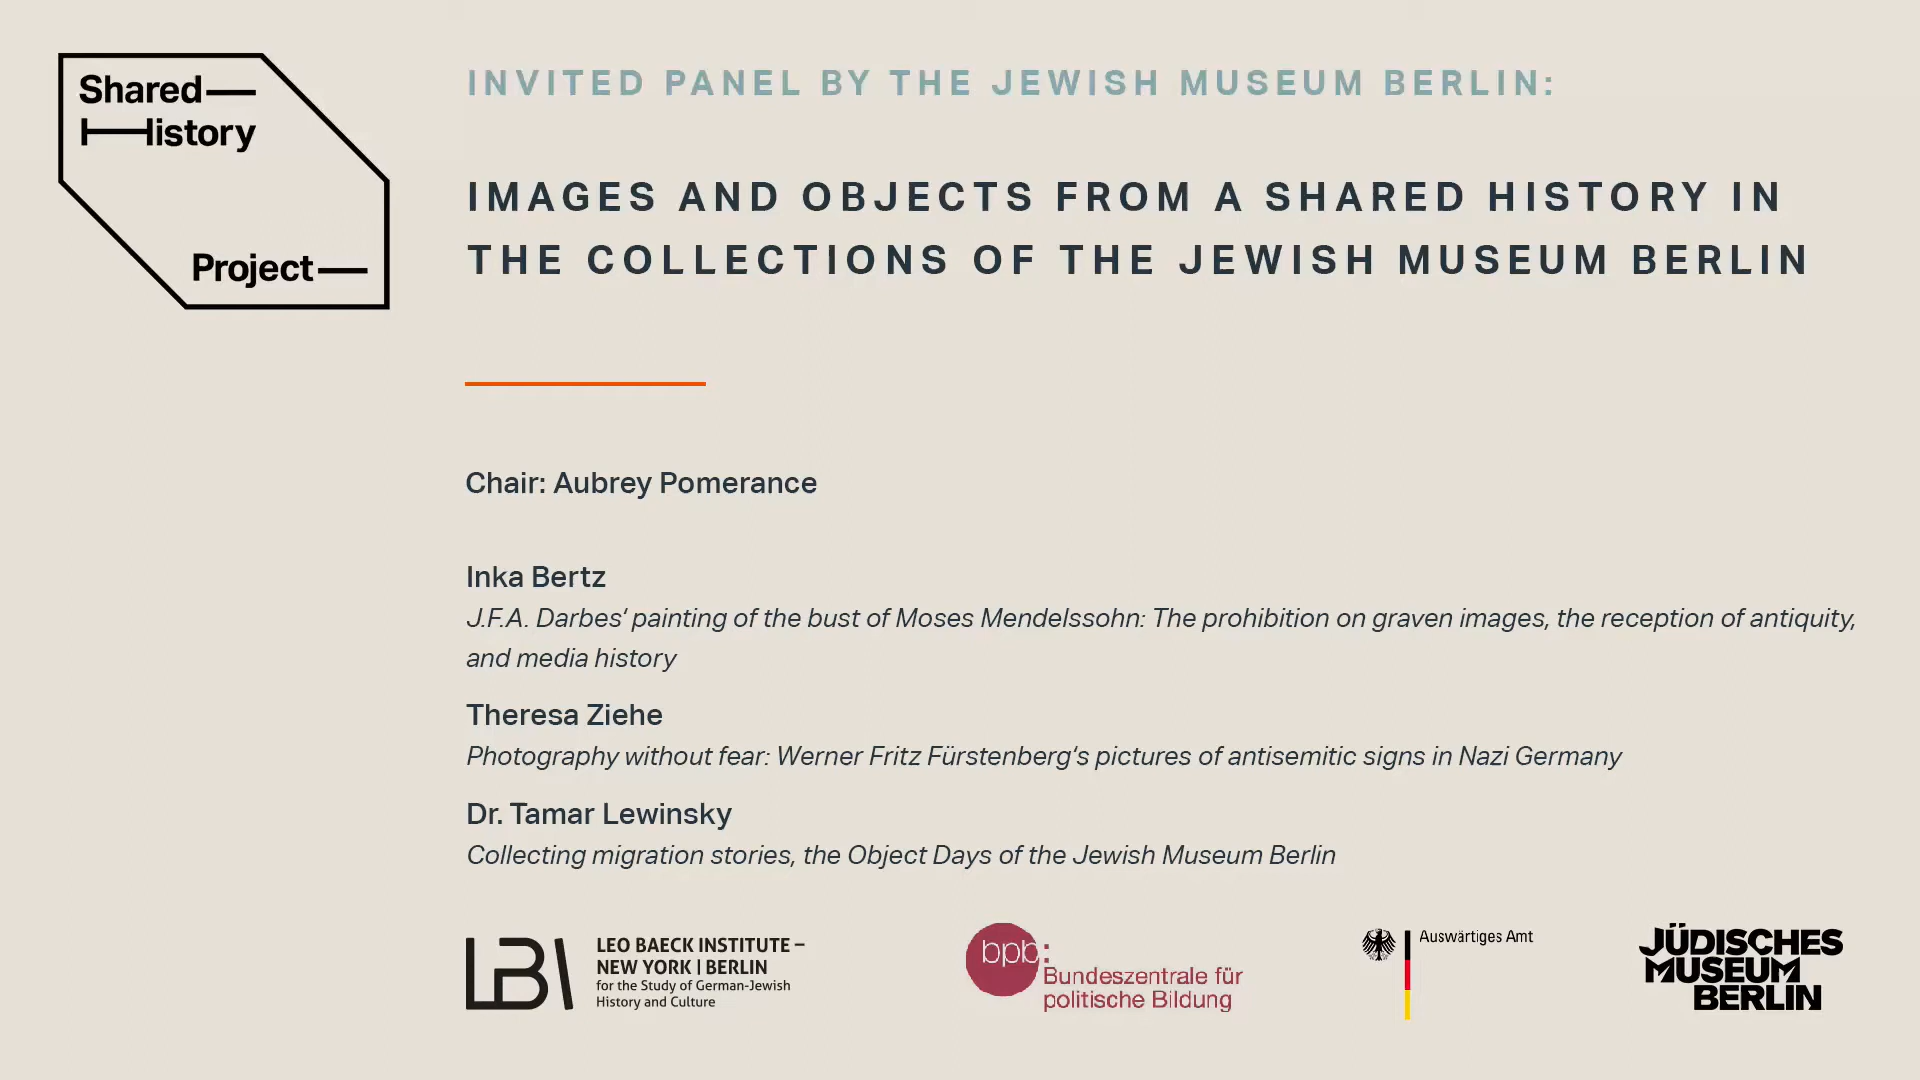 Shared—
History
Project—
INVITED PANEL BY THE JEWISH MUSEUM BERLIN:
IMAGES AND OBJECTS FROM A SHARED HISTORY IN
THE COLLECTIONS OF THE JEWISH MUSEUM BERLIN
Chair: Aubrey Pomerance
Inka Bertz
J.F.A. Darbes‘ painting of the bust of Moses Mendelssohn: The prohibition on graven images, the reception of antiquity,
and media history
Theresa Ziehe
Photography without fear: Werner Fritz Fürstenberg‘s pictures of antisemitic signs in Nazi Germany
Dr. Tamar Lewinsky
Collecting migration stories, the Object Days of the Jewish Museum Berlin
LBI
LEO BAECK INSTITUTE –
NEW YORK | BERLIN
for the Study of German-Jewish
History and Culture
bpb:
Bundeszentrale für
politische Bildung
Auswärtiges Amt
JÜDISCHES
MUSEUM
BERLIN